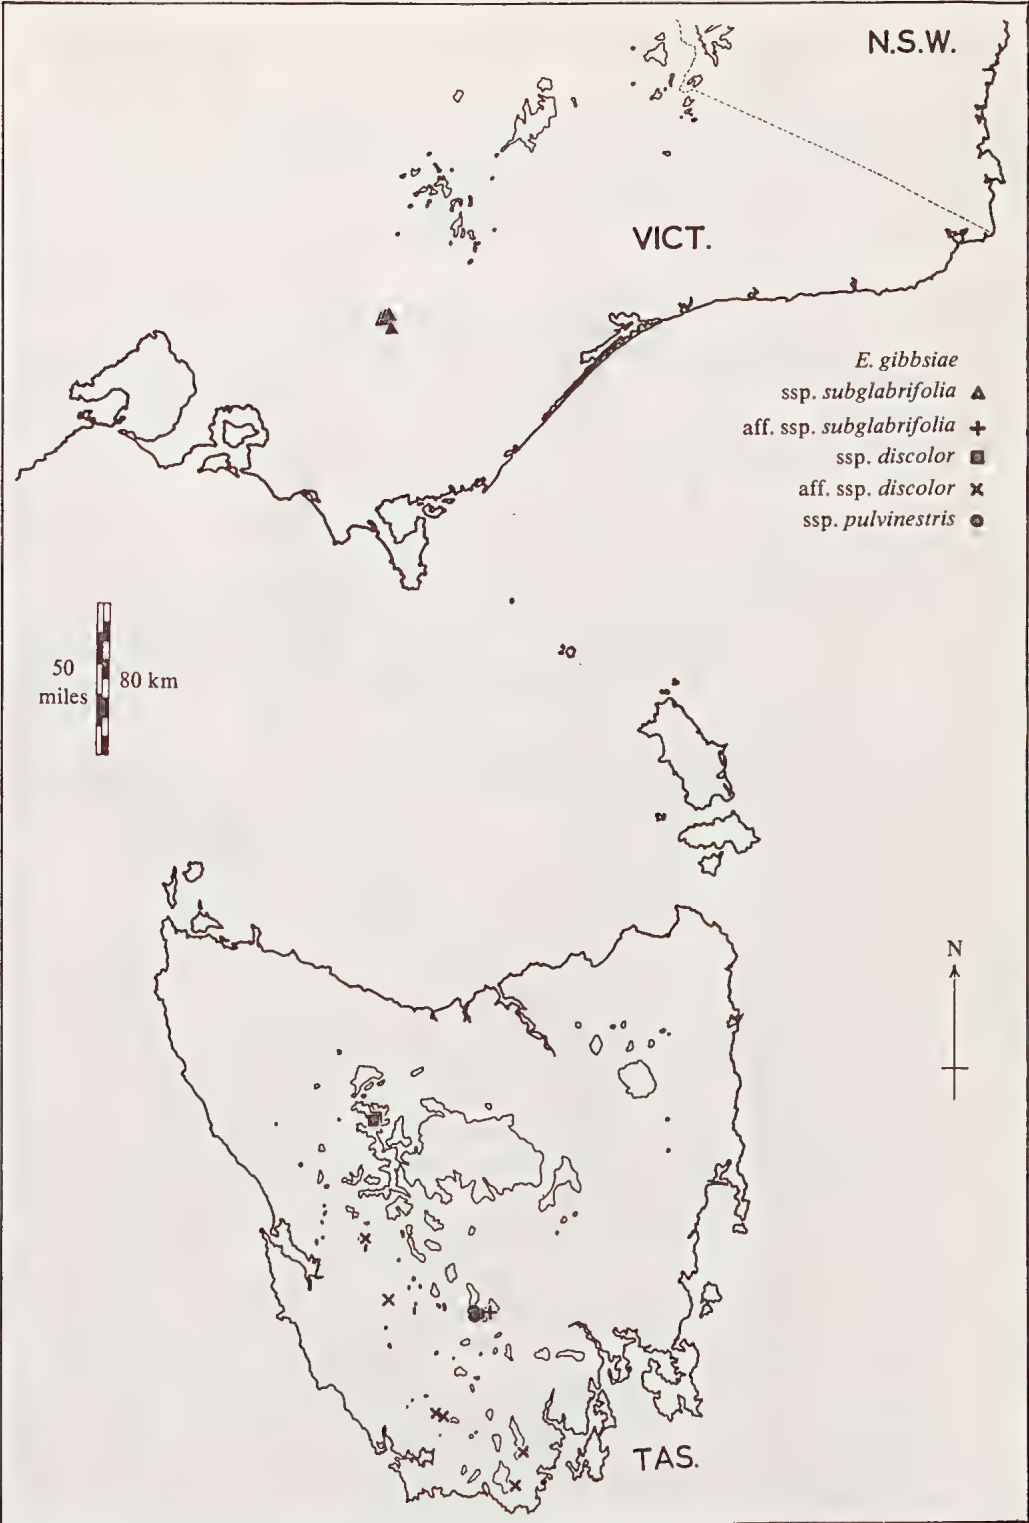 N.S.W.
VICT.
E. gibbsiae
ssp. subglabrifolia
aff. ssp. subglabrifolia
ssp. discolor
aff. ssp. discolor
ssp. pulvinestris
50
miles
80 km
N
TAS.